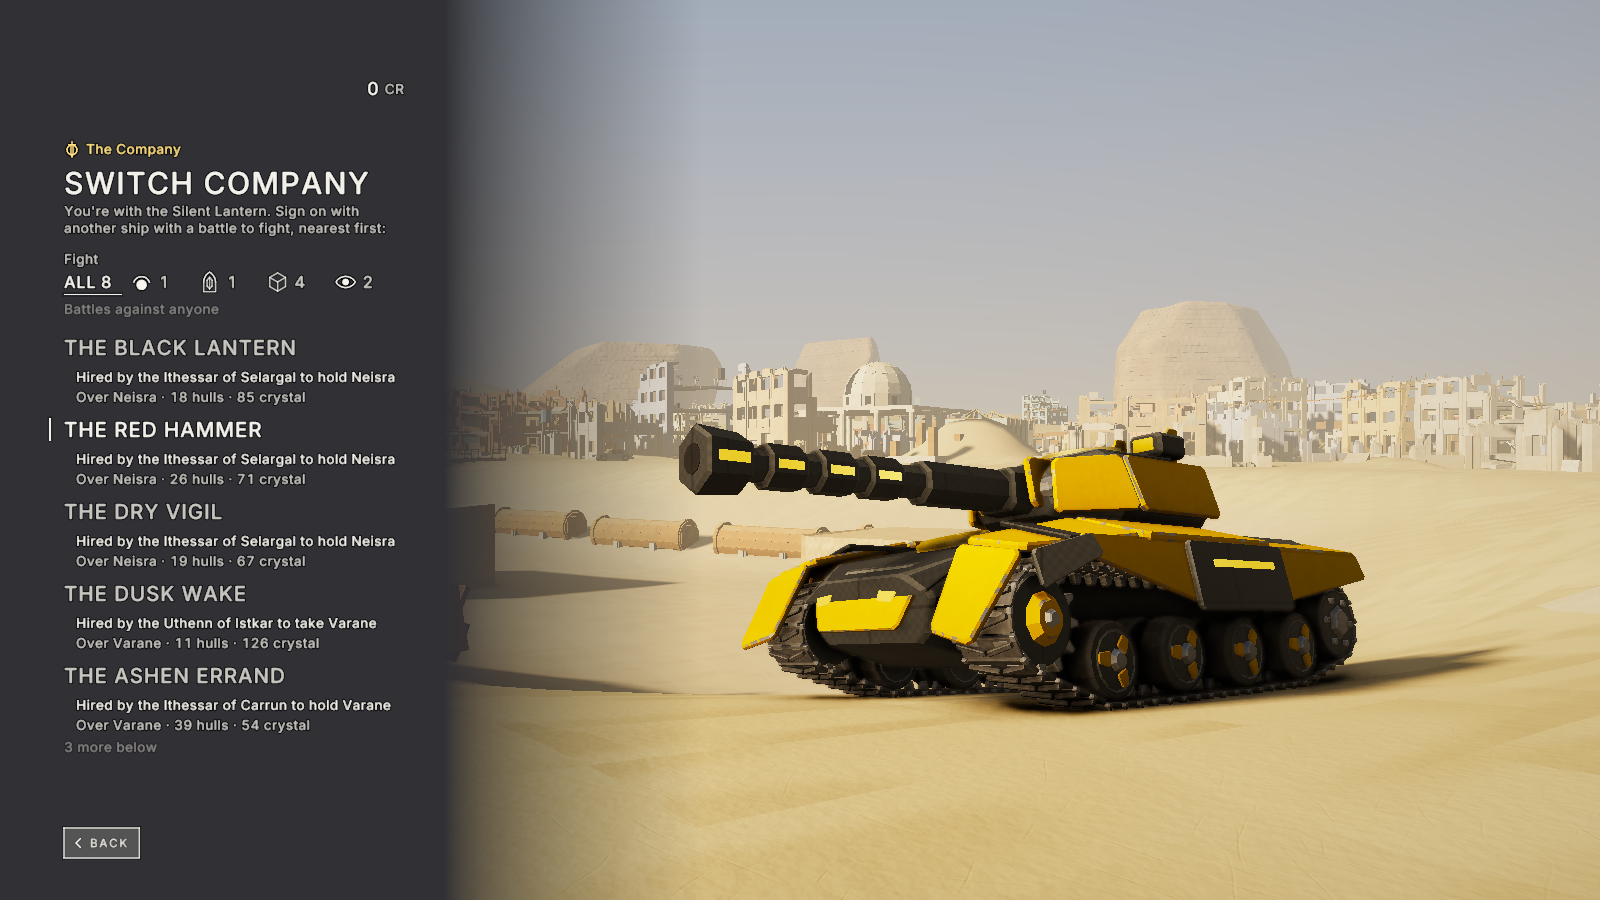 0 CR
The Company
SWITCH COMPANY
You're with the Silent Lantern. Sign on with
another ship with a battle to fight, nearest first:
Fight
ALL 8 1 1 4 2
Battles against anyone
THE BLACK LANTERN
Hired by the Ithessar of Selargal to hold Neisra
Over Neisra · 18 hulls · 85 crystal
THE RED HAMMER
Hired by the Ithessar of Selargal to hold Neisra
Over Neisra · 26 hulls · 71 crystal
THE DRY VIGIL
Hired by the Ithessar of Selargal to hold Neisra
Over Neisra · 19 hulls · 67 crystal
THE DUSK WAKE
Hired by the Uthenn of Istkar to take Varane
Over Varane · 11 hulls · 126 crystal
THE ASHEN ERRAND
Hired by the Ithessar of Carrun to hold Varane
Over Varane · 39 hulls · 54 crystal
3 more below
BACK